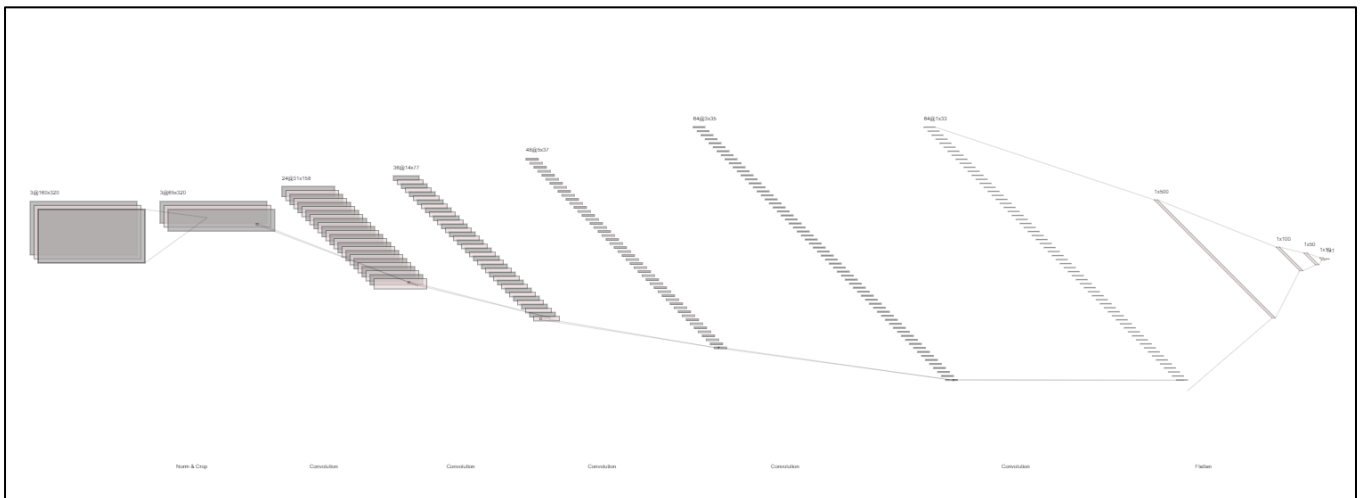 3@160x320
3@65x320
24@31x158
36@14x77
48@5x37
64@3x35
64@1x33
1x500
1x100
1x50
Norm & Crop
Convolution
Convolution
Convolution
Convolution
Convolution
Flatten